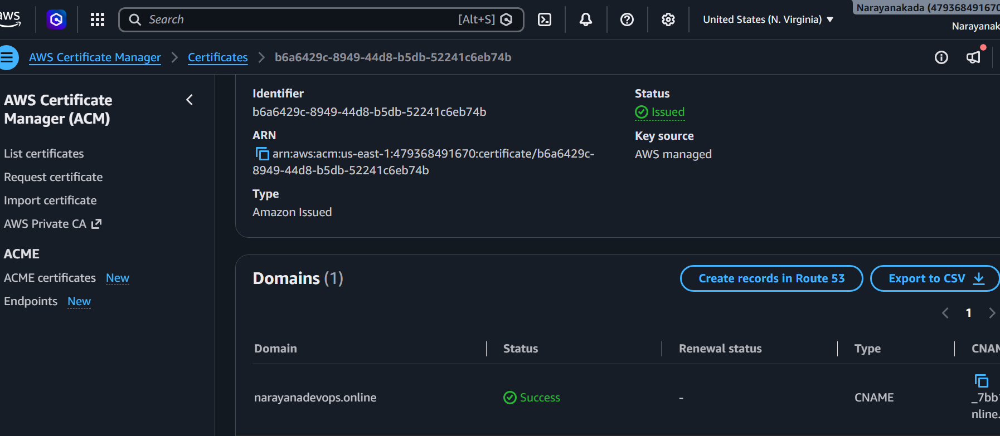 aws
Search [Alt+S]
United States (N. Virginia)
Narayanakada (479368491670
Narayanak
AWS Certificate Manager > Certificates > b6a6429c-8949-44d8-b5db-52241c6eb74b
AWS Certificate
Manager (ACM)
List certificates
Request certificate
Import certificate
AWS Private CA
ACME
ACME certificates New
Endpoints New
Identifier
b6a6429c-8949-44d8-b5db-52241c6eb74b
ARN
arn:aws:acm:us-east-1:479368491670:certificate/b6a6429c-
8949-44d8-b5db-52241c6eb74b
Type
Amazon Issued
Status
Issued
Key source
AWS managed
Domains (1)
Create records in Route 53
Export to CSV
1
Domain Status Renewal status Type CNAM
narayanadevops.online Success - CNAME _7bb
nline.